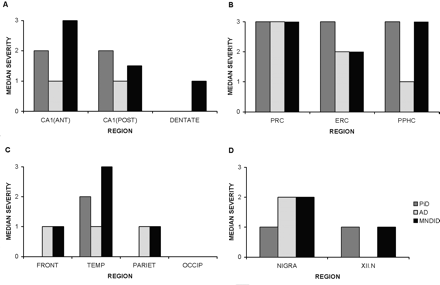 A
MEDIAN SEVERITY
3
2
1
0
CA1(ANT) CA1(POST) DENTATE
REGION
B
MEDIAN SEVERITY
3
2
1
0
PRC ERC PPHC
REGION
C
MEDIAN SEVERITY
3
2
1
0
FRONT TEMP PARIET OCCIP
REGION
D
MEDIAN SEVERITY
3
2
1
0
NIGRA XII.N
REGION
PiD
AD
MNDID